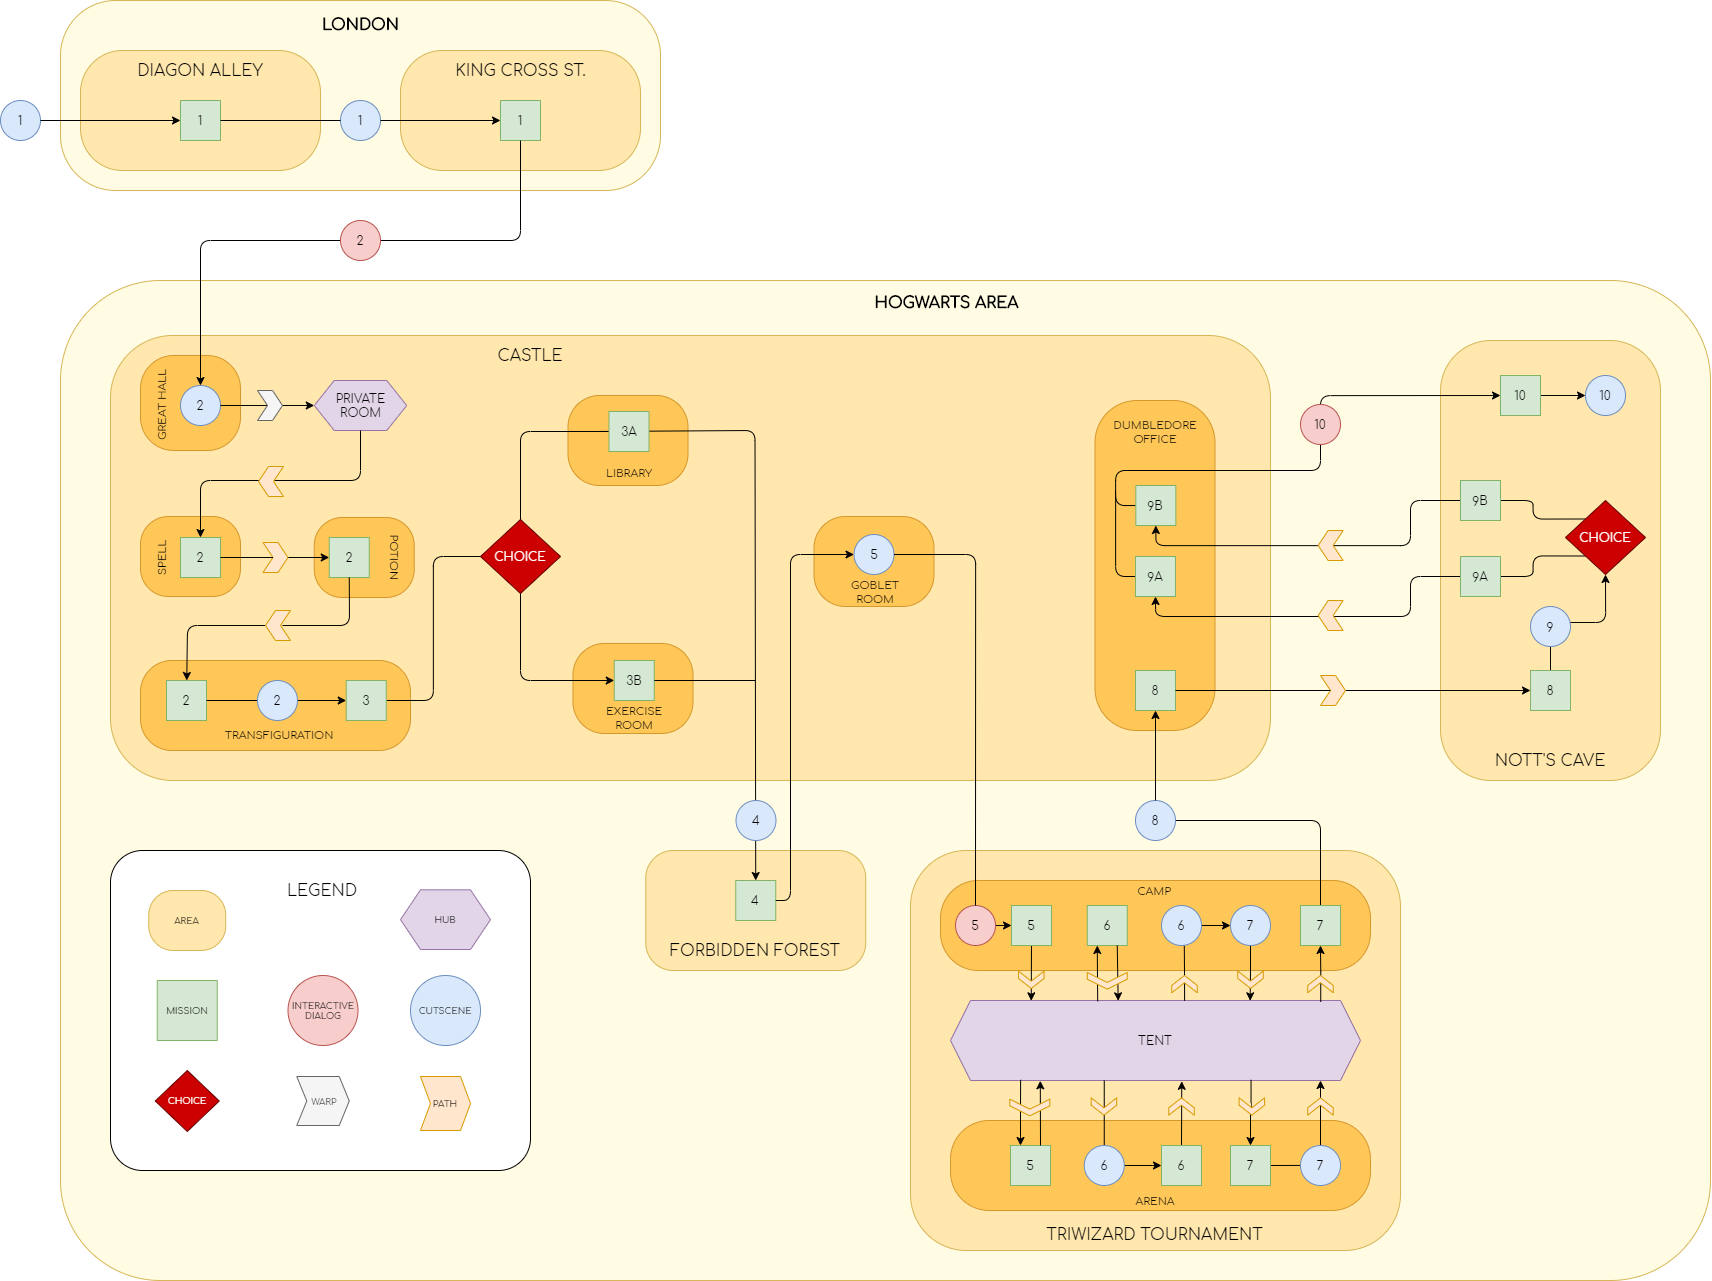 LONDON
DIAGON ALLEY
KING CROSS ST.
1
1
1
1
2
HOGWARTS AREA
CASTLE
GREAT HALL
2
PRIVATE
ROOM
SPELL
2
2
POTION
2
2
3
TRANSFIGURATION
CHOICE
3A
LIBRARY
3B
EXERCISE
ROOM
5
GOBLET
ROOM
DUMBLEDORE
OFFICE
9B
9A
8
10
10
10
9B
CHOICE
9A
9
8
NOTT'S CAVE
4
4
FORBIDDEN FOREST
8
CAMP
5
5
6
6
7
7
TENT
5
6
6
7
7
ARENA
TRIWIZARD TOURNAMENT
LEGEND
AREA
HUB
MISSION
INTERACTIVE
DIALOG
CUTSCENE
CHOICE
WARP
PATH